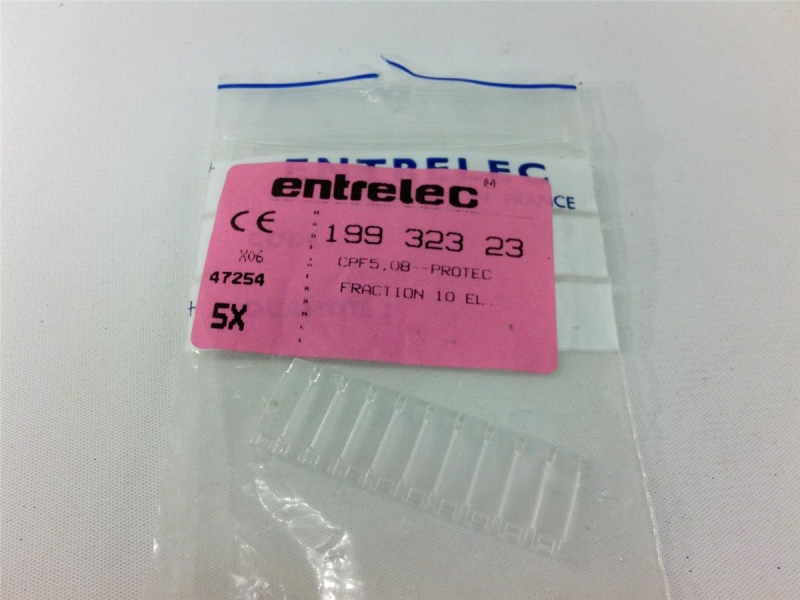 ENTRELEC
FRANCE
entrelec
CE
199 323 23
X06
CPF5.08--PROTEC
47254
FRACTION 10 EL.
5X